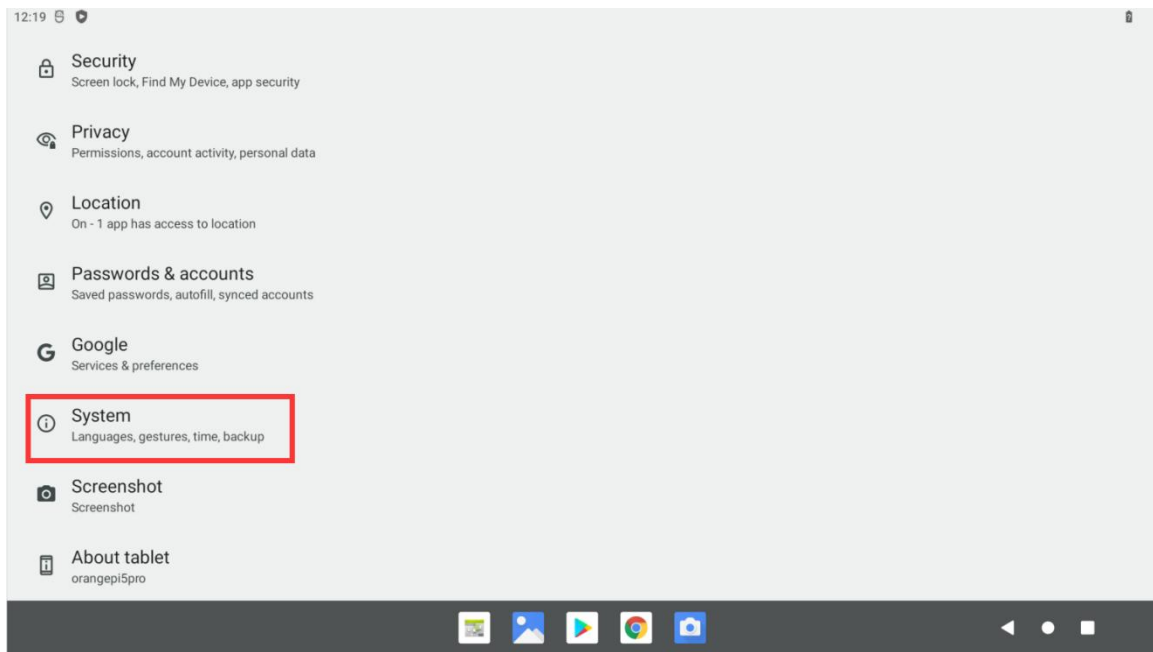 12:19
Security
Screen lock, Find My Device, app security
Privacy
Permissions, account activity, personal data
Location
On - 1 app has access to location
Passwords & accounts
Saved passwords, autofill, synced accounts
Google
Services & preferences
System
Languages, gestures, time, backup
Screenshot
Screenshot
About tablet
orangepi5pro